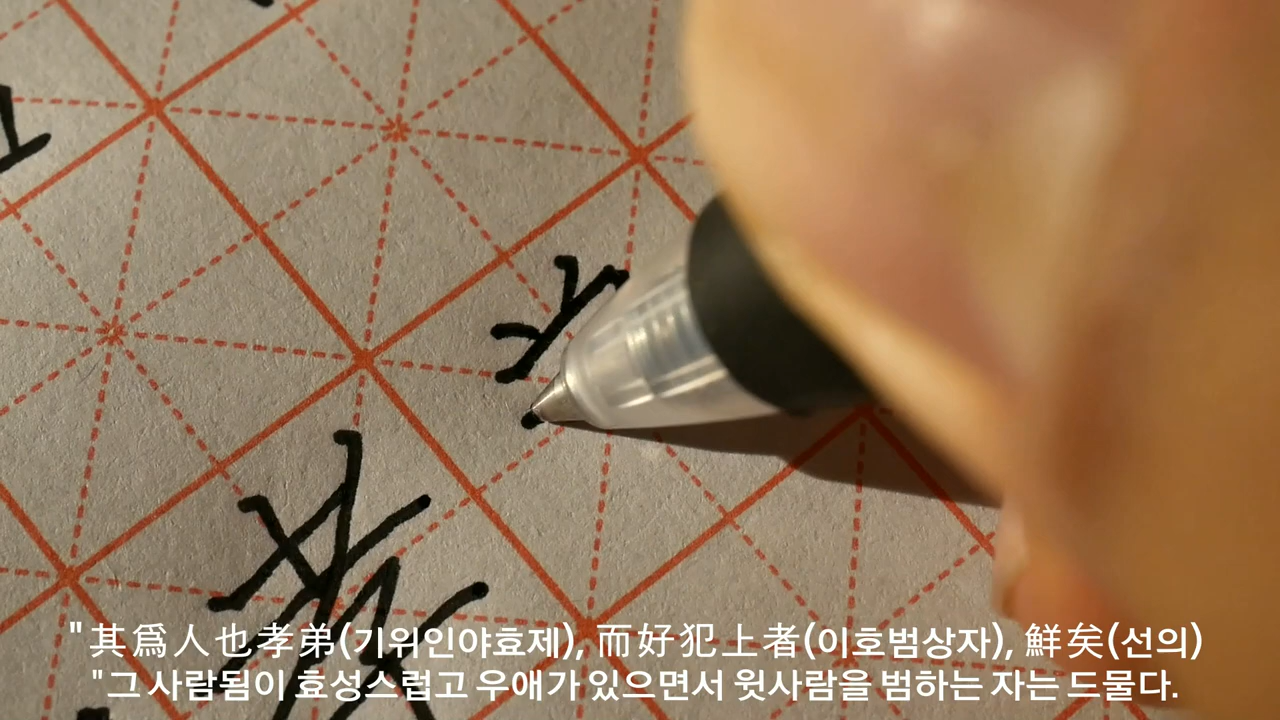 "其爲人也孝弟(기위인야효제), 而好犯上者(이호범상자), 鮮矣(선의)
"그 사람됨이 효성스럽고 우애가 있으면서 윗사람을 범하는 자는 드물다.
孝